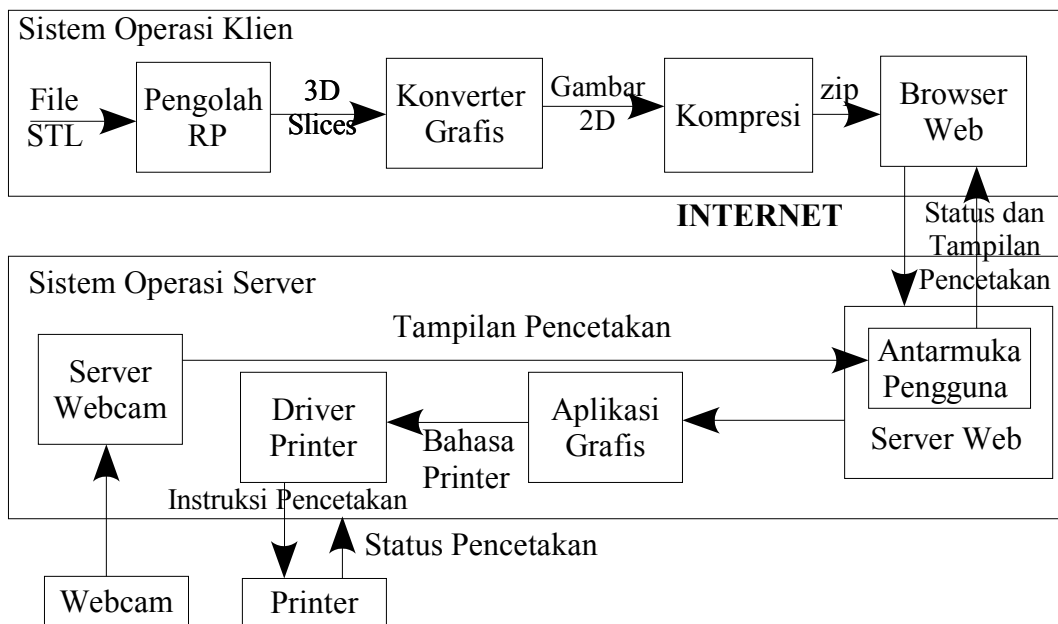 Sistem Operasi Klien
File
STL
Pengolah
RP
3D
Slices
Konverter
Grafis
Gambar
2D
Kompresi
zip
Browser
Web
INTERNET
Status dan
Tampilan
Pencetakan
Sistem Operasi Server
Tampilan Pencetakan
Server
Webcam
Driver
Printer
Bahasa
Printer
Aplikasi
Grafis
Antarmuka
Pengguna
Server Web
Instruksi Pencetakan
Status Pencetakan
Webcam
Printer